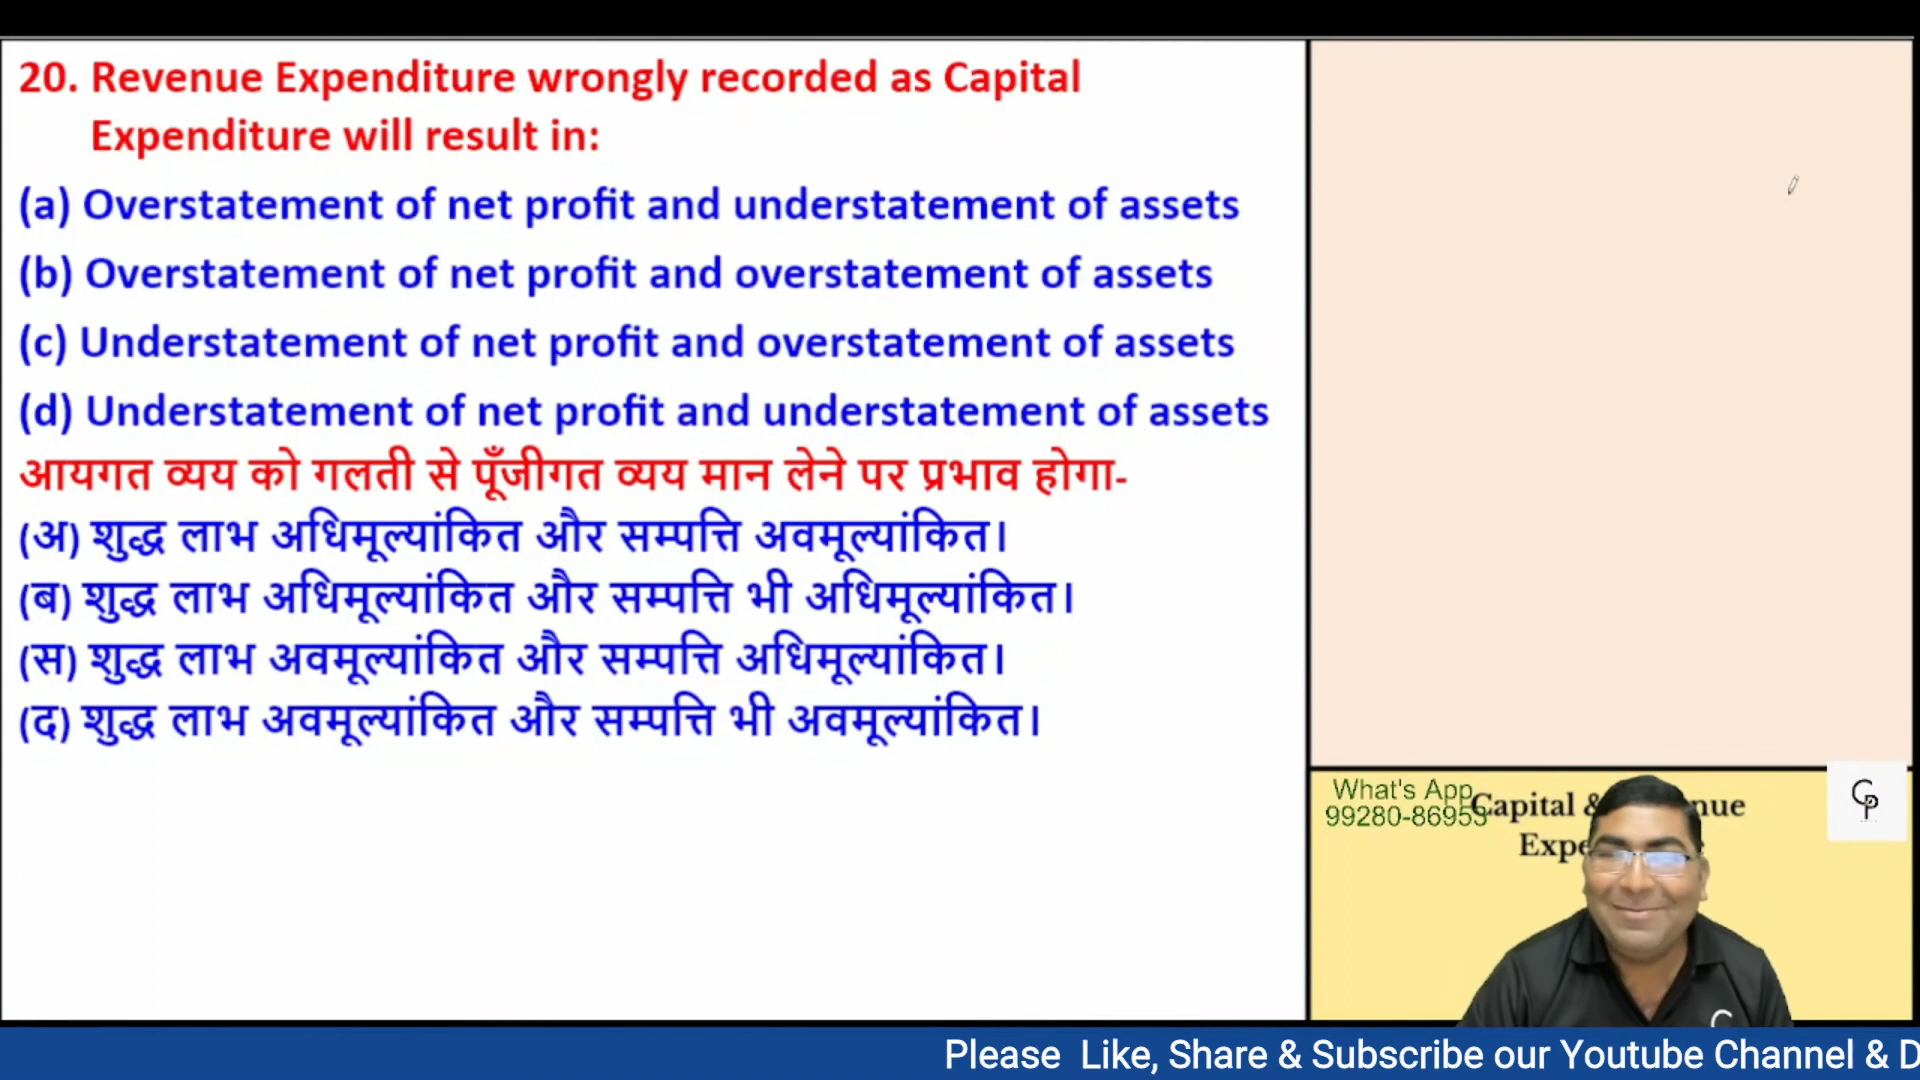 20. Revenue Expenditure wrongly recorded as Capital
Expenditure will result in:
(a) Overstatement of net profit and understatement of assets
(b) Overstatement of net profit and overstatement of assets
(c) Understatement of net profit and overstatement of assets
(d) Understatement of net profit and understatement of assets
आयगत व्यय को गलती से पूँजीगत व्यय मान लेने पर प्रभाव होगा-
(अ) शुद्ध लाभ अधिमूल्यांकित और सम्पत्ति अवमूल्यांकित।
(ब) शुद्ध लाभ अधिमूल्यांकित और सम्पत्ति भी अधिमूल्यांकित।
(स) शुद्ध लाभ अवमूल्यांकित और सम्पत्ति अधिमूल्यांकित।
(द) शुद्ध लाभ अवमूल्यांकित और सम्पत्ति भी अवमूल्यांकित।
What's App
99280-86953
Capital &
CP
Please Like, Share & Subscribe our Youtube Channel & D